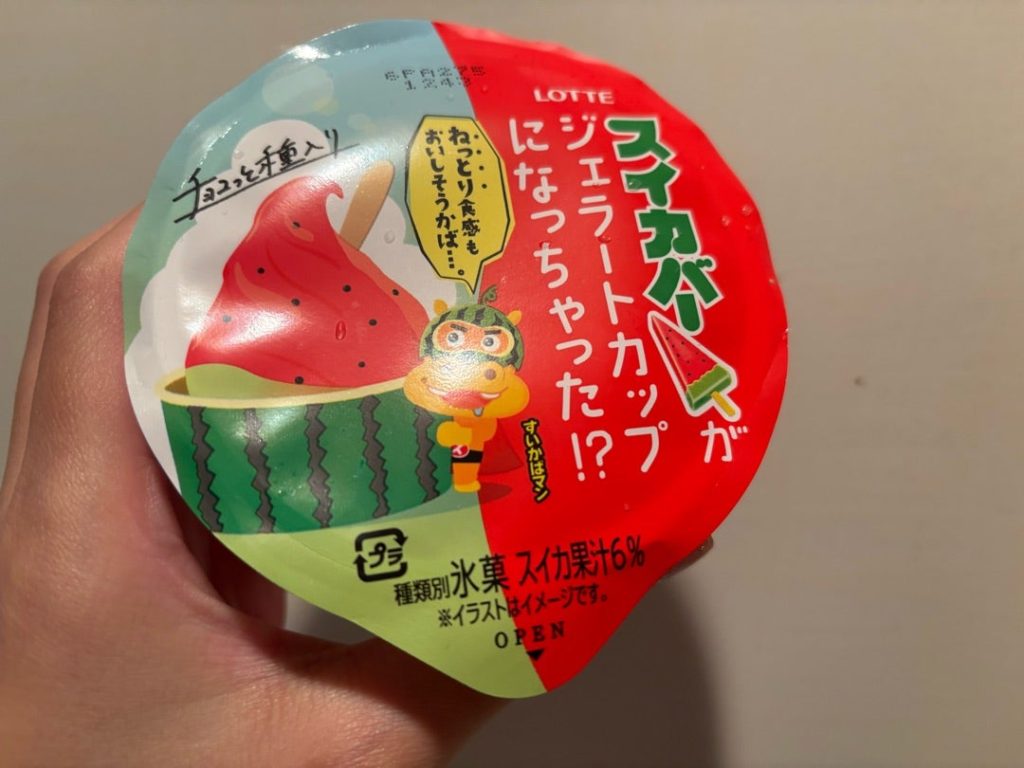 LOTTE
スイカバーが
ジェラートカップ
になっちゃった!?
チョコっと種入り
ねっとり食感も
おいしそうかば…。
すいかばマン
プラ
種類別 氷菓 スイカ果汁6%
※イラストはイメージです。
OPEN